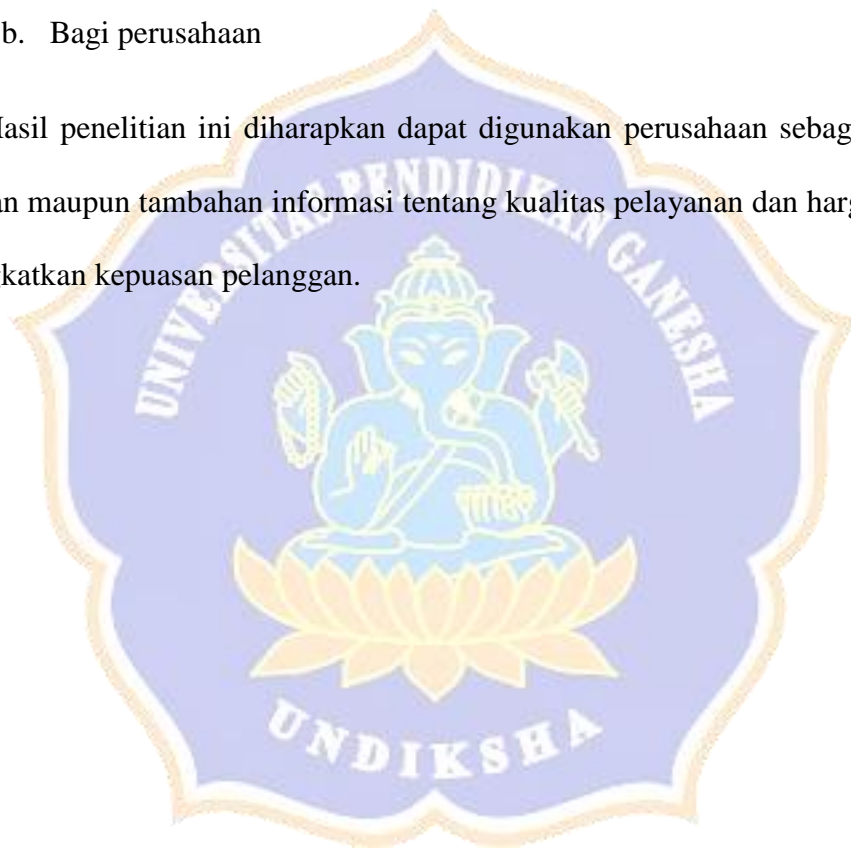 b. Bagi perusahaan
Hasil penelitian ini diharapkan dapat digunakan perusahaan sebag
an maupun tambahan informasi tentang kualitas pelayanan dan harg
gkatkan kepuasan pelanggan.
UNIVERSITAS PENDIDIKAN GANESHA
UNDIKSHA